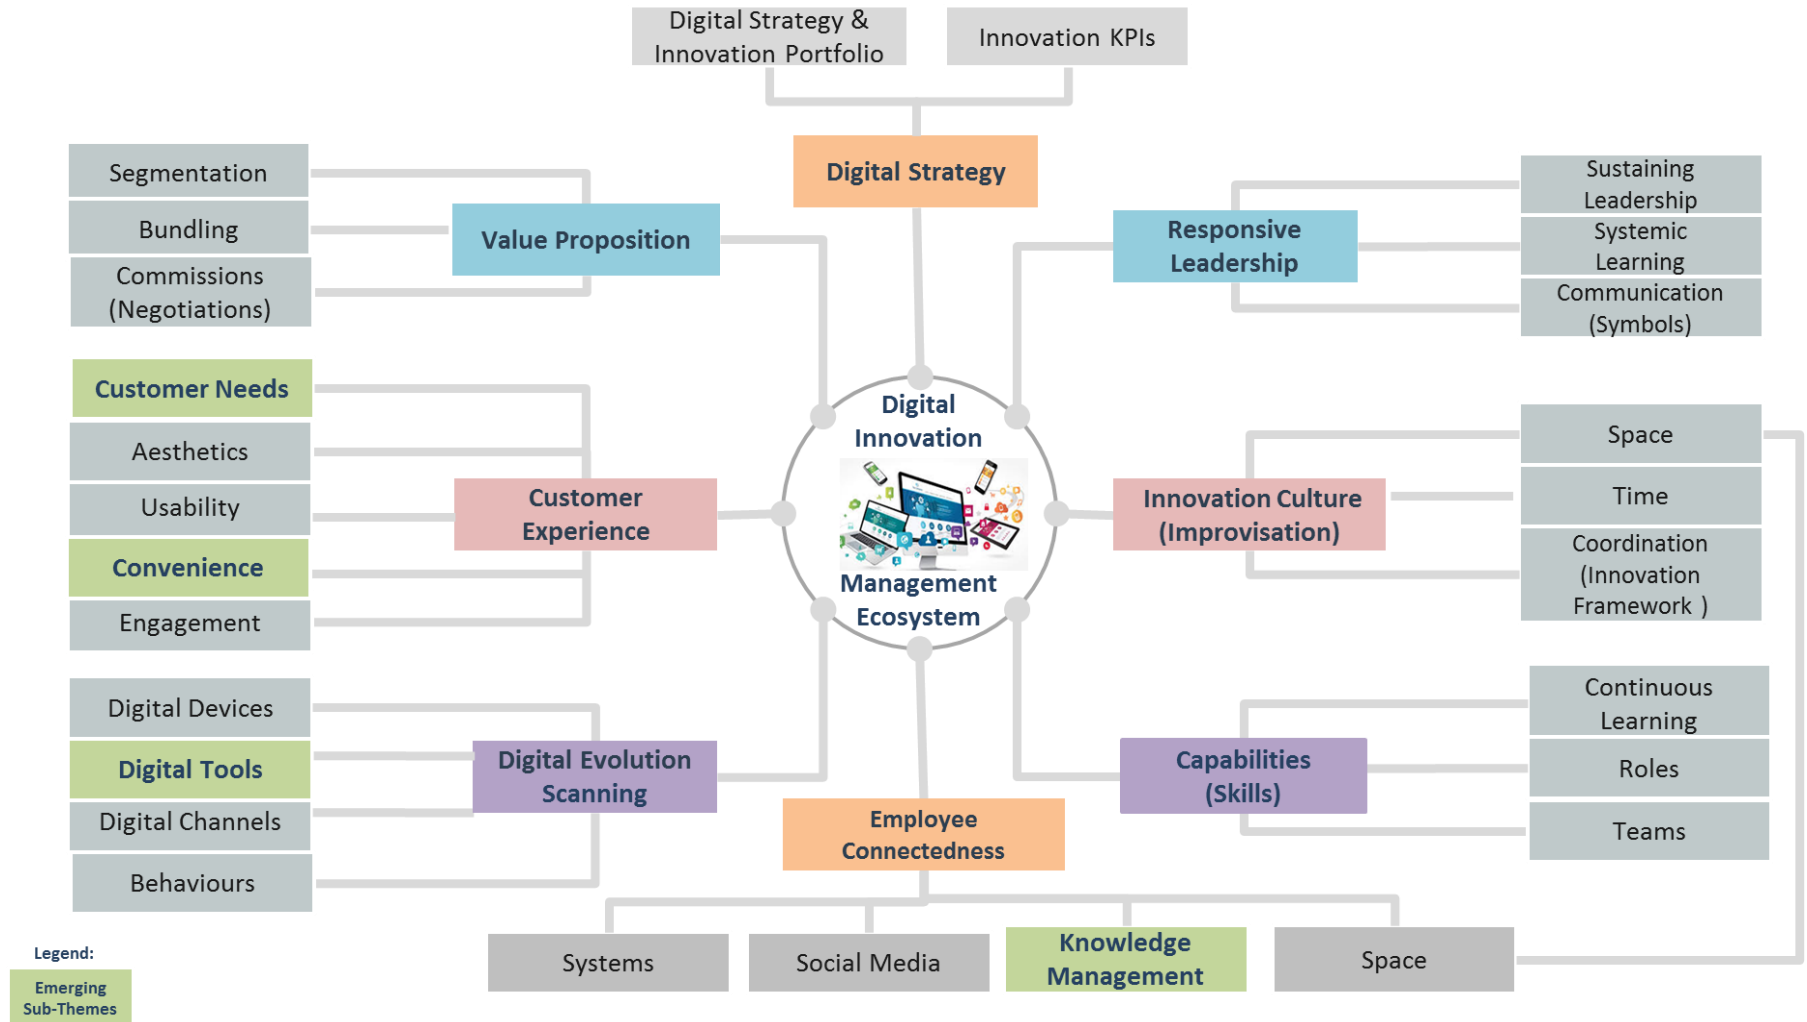 Digital Strategy &
Innovation Portfolio
Innovation KPIs
Digital Strategy
Segmentation
Bundling
Commissions
(Negotiations)
Value Proposition
Responsive
Leadership
Sustaining
Leadership
Systemic
Learning
Communication
(Symbols)
Customer Needs
Aesthetics
Usability
Convenience
Engagement
Customer
Experience
Digital
Innovation
Management
Ecosystem
Innovation Culture
(Improvisation)
Space
Time
Coordination
(Innovation
Framework )
Digital Devices
Digital Tools
Digital Channels
Behaviours
Digital Evolution
Scanning
Capabilities
(Skills)
Continuous
Learning
Roles
Teams
Employee
Connectedness
Systems
Social Media
Knowledge
Management
Space
Legend:
Emerging
Sub-Themes